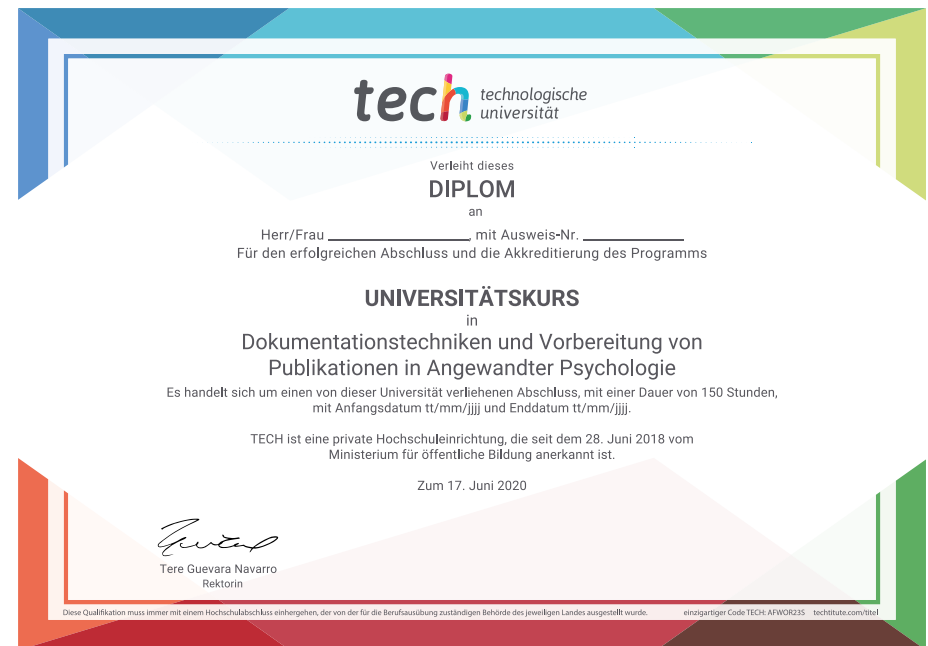 tech technologische
universität
Verleiht dieses
DIPLOM
an
Herr/Frau ____________, mit Ausweis-Nr. ____________
Für den erfolgreichen Abschluss und die Akkreditierung des Programms
UNIVERSITÄTSKURS
in
Dokumentationstechniken und Vorbereitung von
Publikationen in Angewandter Psychologie
Es handelt sich um einen von dieser Universität verliehenen Abschluss, mit einer Dauer von 150 Stunden,
mit Anfangsdatum tt/mm/jjjj und Enddatum tt/mm/jjjj.
TECH ist eine private Hochschuleinrichtung, die seit dem 28. Juni 2018 vom
Ministerium für öffentliche Bildung anerkannt ist.
Zum 17. Juni 2020
Tere Guevara Navarro
Rektorin
Diese Qualifikation muss immer mit einem Hochschulabschluss einhergehen, der von der für die Berufsausübung zuständigen Behörde des jeweiligen Landes ausgestellt wurde. einzigartiger Code TECH: AFWOR23S techtitute.com/titel